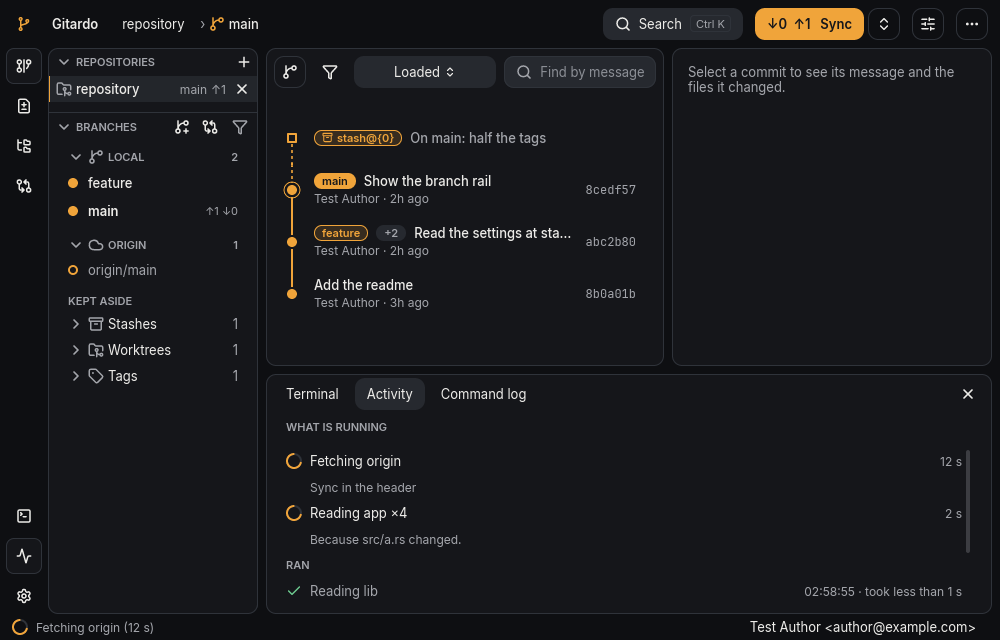 Gitardo
repository
main
Search
Ctrl K
↓0 ↑1 Sync
REPOSITORIES
repository
main ↑1
BRANCHES
LOCAL
2
feature
main
↑1 ↓0
ORIGIN
1
origin/main
KEPT ASIDE
Stashes
1
Worktrees
1
Tags
1
Loaded
Find by message
stash@{0}
On main: half the tags
main
Show the branch rail
Test Author · 2h ago
8cedf57
feature
+2
Read the settings at sta...
Test Author · 2h ago
abc2b80
Add the readme
Test Author · 3h ago
8b0a01b
Select a commit to see its message and the
files it changed.
Terminal
Activity
Command log
WHAT IS RUNNING
Fetching origin
12 s
Sync in the header
Reading app ×4
2 s
Because src/a.rs changed.
RAN
Reading lib
02:58:55 · took less than 1 s
Fetching origin (12 s)
Test Author <author@example.com>